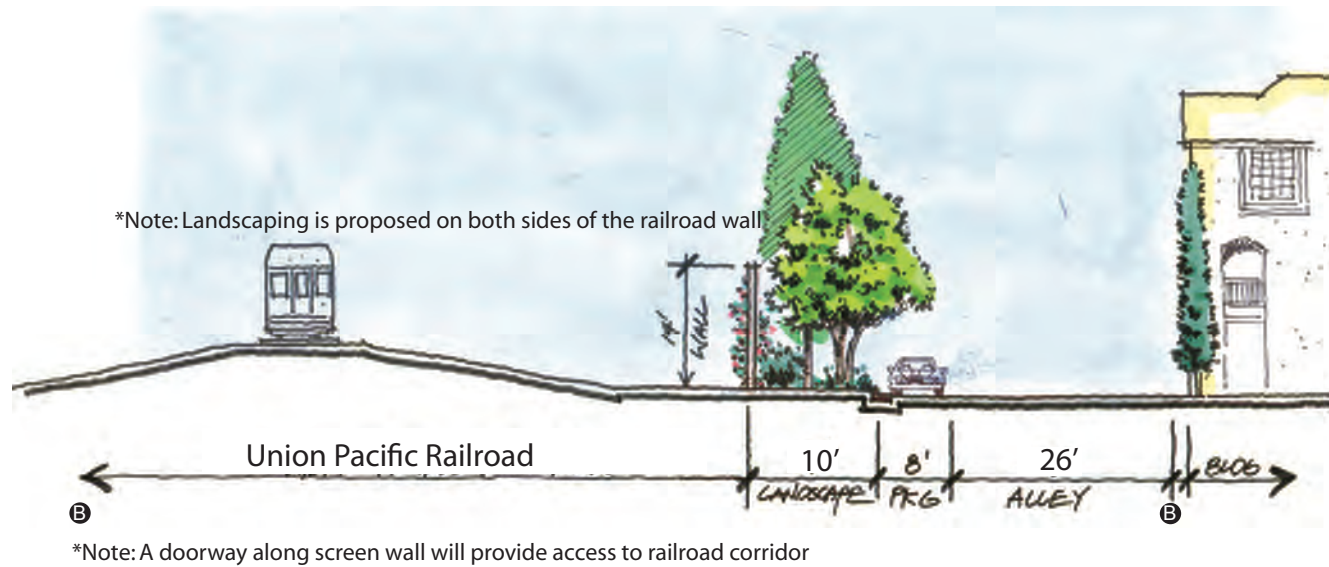 *Note: Landscaping is proposed on both sides of the railroad wall
WALL
Union Pacific Railroad
10’
8’
26’
BLDG
LANDSCAPE
PKG
ALLEY
B
B
*Note: A doorway along screen wall will provide access to railroad corridor